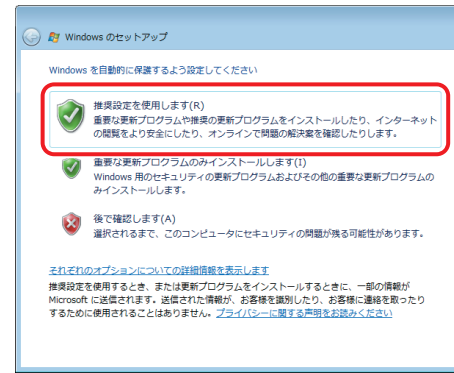 Windows のセットアップ
Windows を自動的に保護するよう設定してください
推奨設定を使用します(R)
重要な更新プログラムや推奨の更新プログラムをインストールしたり、インターネット
の閲覧をより安全にしたり、オンラインで問題の解決案を確認したりします。
重要な更新プログラムのみインストールします(I)
Windows 用のセキュリティの更新プログラムおよびその他の重要な更新プログラムの
みインストールします。
後で確認します(A)
選択されるまで、このコンピュータにセキュリティの問題が残る可能性があります。
それぞれのオプションについての詳細情報を表示します
推奨設定を使用するとき、または更新プログラムをインストールするときに、一部の情報が
Microsoft に送信されます。送信された情報が、お客様を識別したり、お客様に連絡を取ったり
するために使用されることはありません。プライバシーに関する声明をお読みください